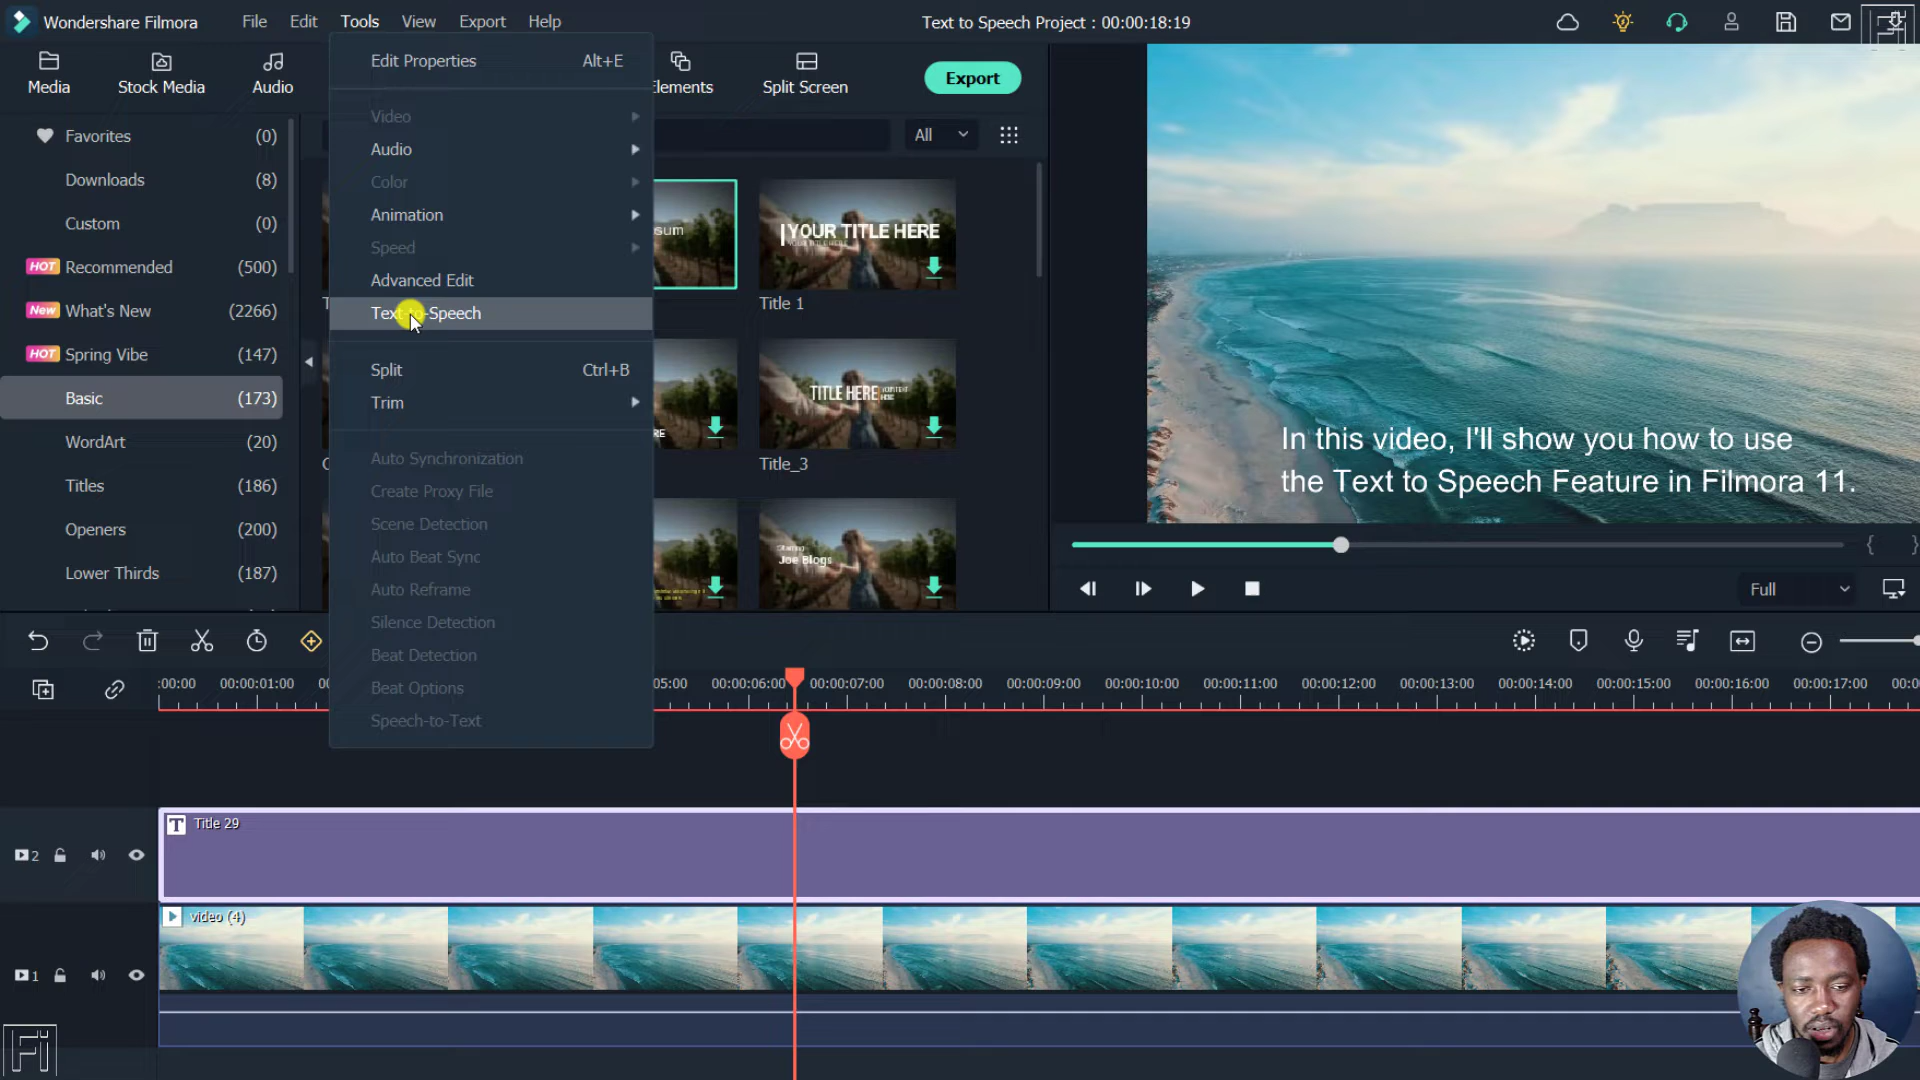 Wondershare Filmora
File Edit Tools View Export Help
Text to Speech Project : 00:00:18:19
Media
Stock Media
Audio
Split Screen
Export
Edit Properties Alt+E
Video
Audio
Color
Animation
Speed
Advanced Edit
Text-to-Speech
Split Ctrl+B
Trim
Auto Synchronization
Create Proxy File
Scene Detection
Auto Beat Sync
Auto Reframe
Silence Detection
Beat Detection
Beat Options
Speech-to-Text
Favorites (0)
Downloads (8)
Custom (0)
HOT Recommended (500)
New What's New (2266)
HOT Spring Vibe (147)
Basic (173)
WordArt (20)
Titles (186)
Openers (200)
Lower Thirds (187)
All
YOUR TITLE HERE
Title 1
TITLE HERE
Title_3
Starring
Joe Blogs
In this video, I'll show you how to use
the Text to Speech Feature in Filmora 11.
Full
:00:00 00:00:01:00 05:00 00:00:06:00 00:00:07:00 00:00:08:00 00:00:09:00 00:00:10:00 00:00:11:00 00:00:12:00 00:00:13:00 00:00:14:00 00:00:15:00 00:00:16:00 00:00:17:00
T Title 29
2
video (4)
1
Fi